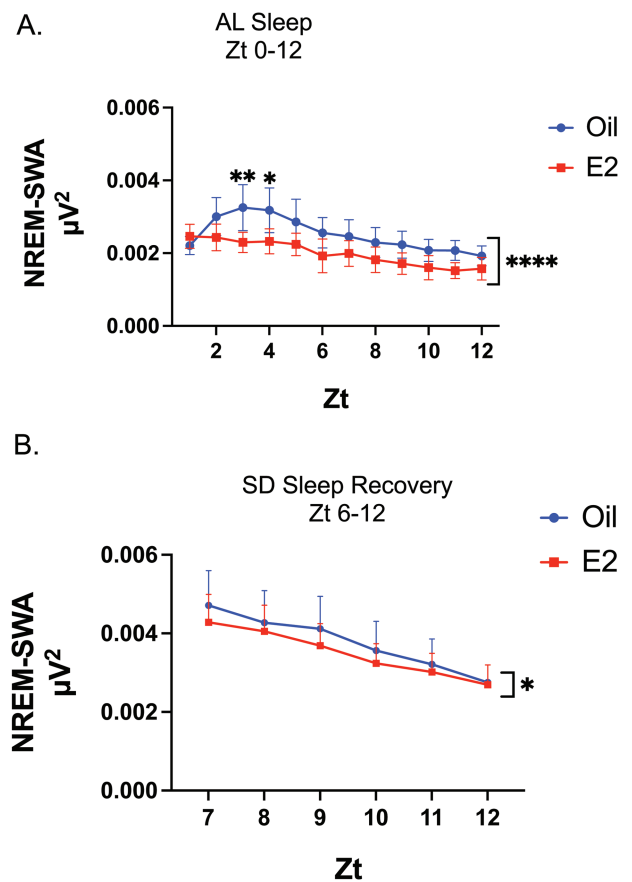 A.
AL Sleep
Zt 0-12
NREM-SWA
µV2
0.006
0.004
0.002
0.000
** *
****
Oil
E2
2 4 6 8 10 12
Zt
B.
SD Sleep Recovery
Zt 6-12
NREM-SWA
µV2
0.006
0.004
0.002
0.000
*
Oil
E2
7 8 9 10 11 12
Zt